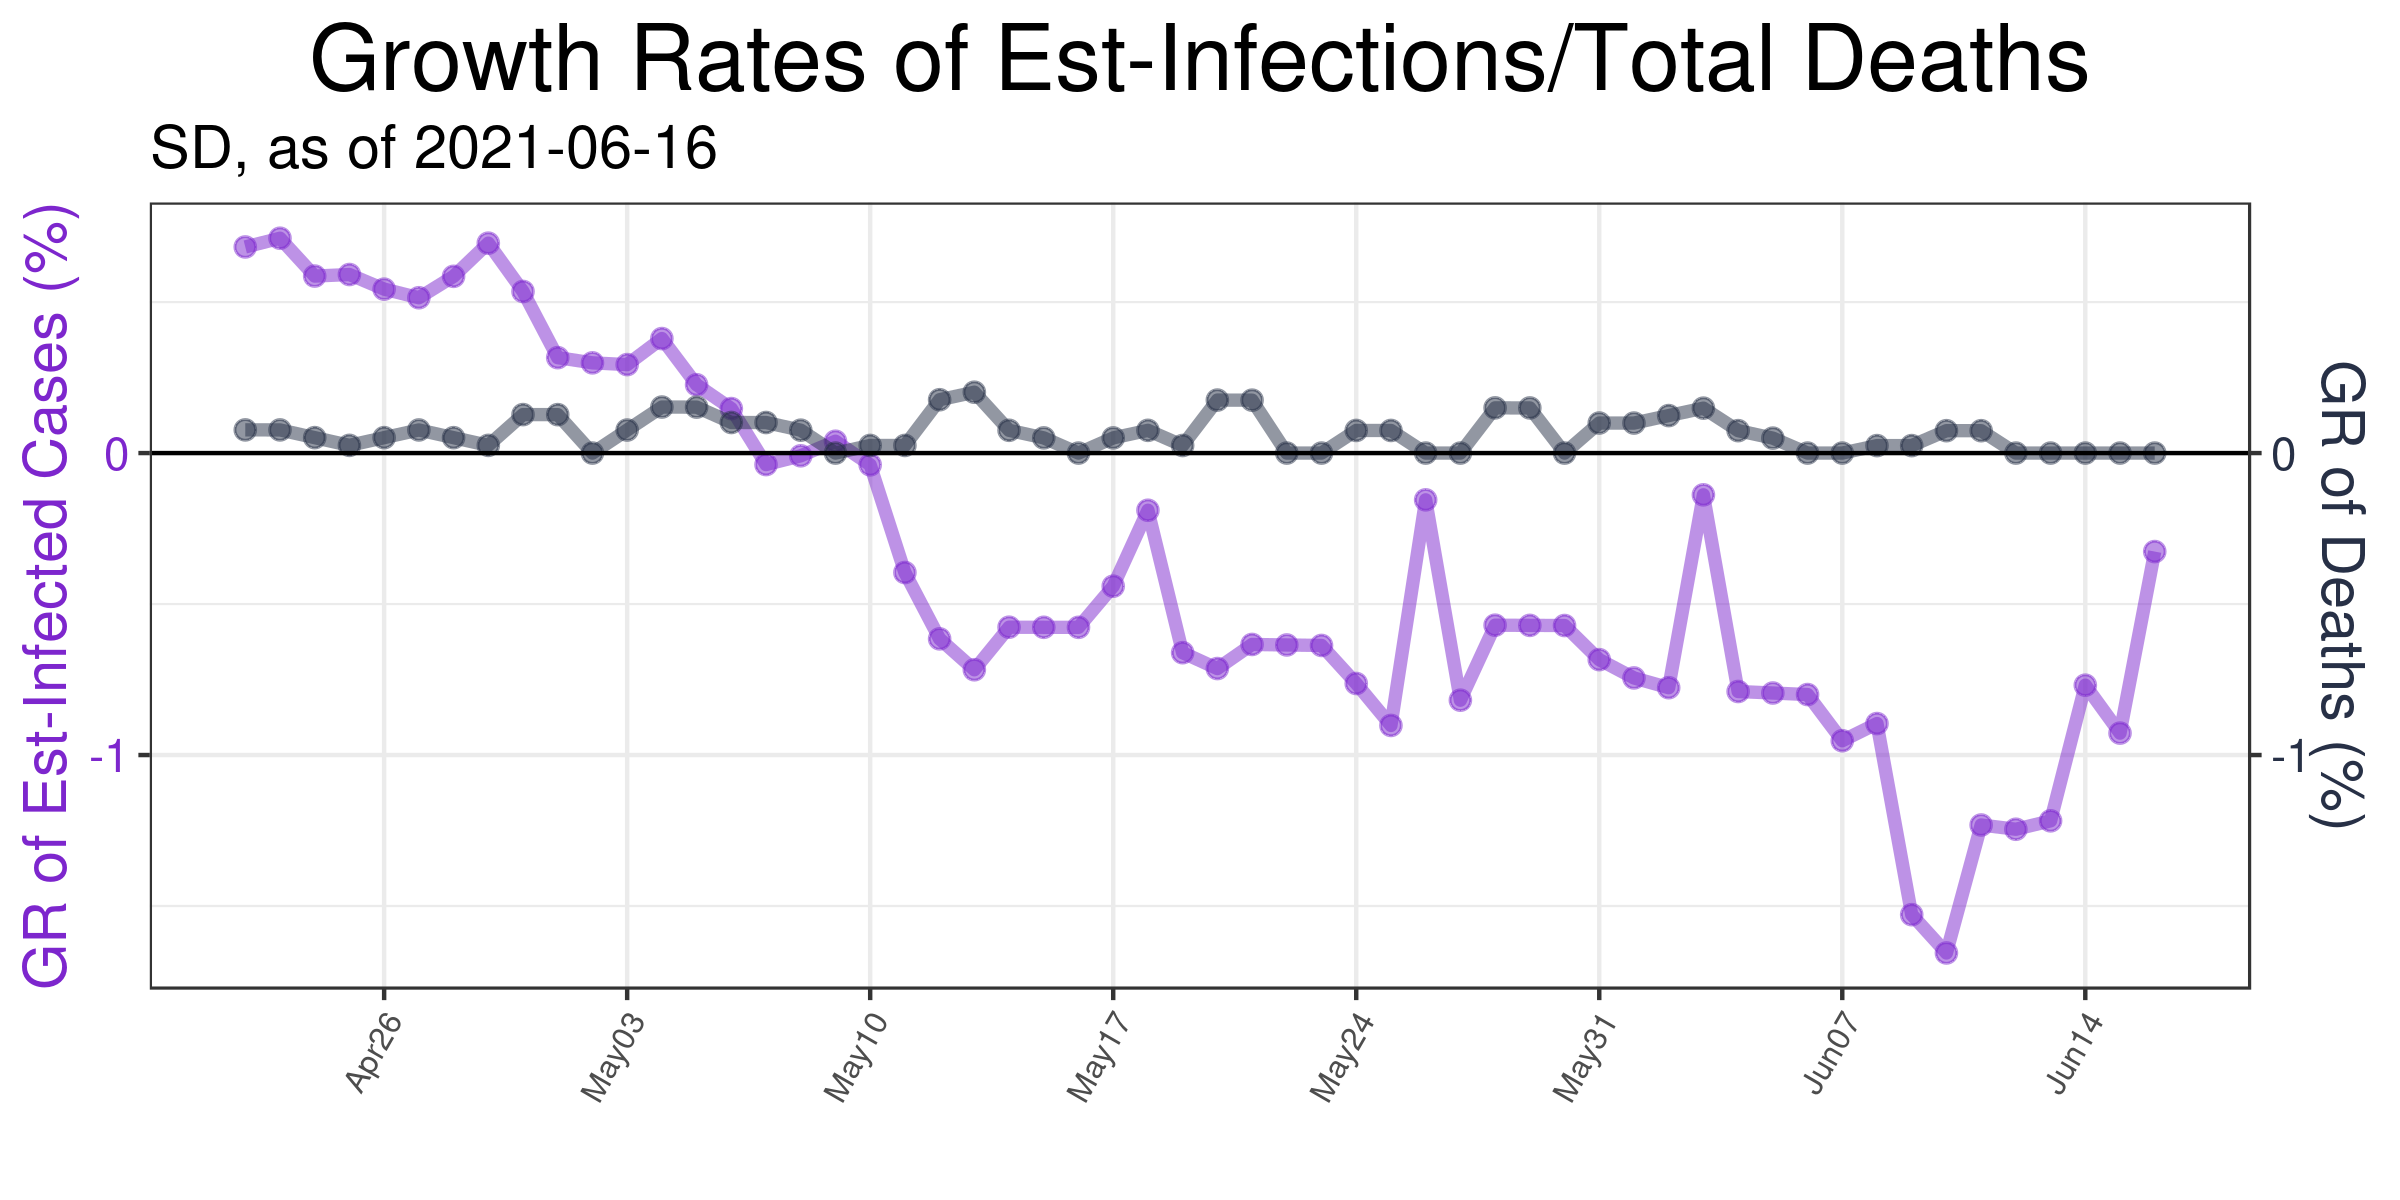 Growth Rates of Est-Infections/Total Deaths
SD, as of 2021-06-16
GR of Est-Infected Cases (%)
0
-1
GR of Deaths (%)
0
-1
Apr26
May03
May10
May17
May24
May31
Jun07
Jun14